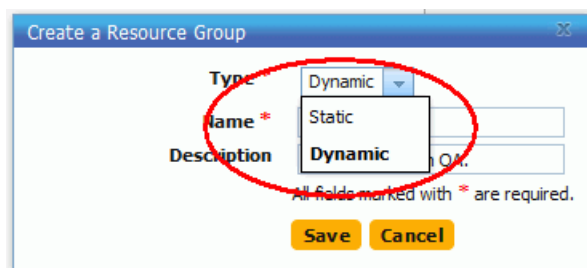 Create a Resource Group
Type * Dynamic
Static
Name *
Dynamic
Description QA.
All fields marked with * are required.
Save Cancel